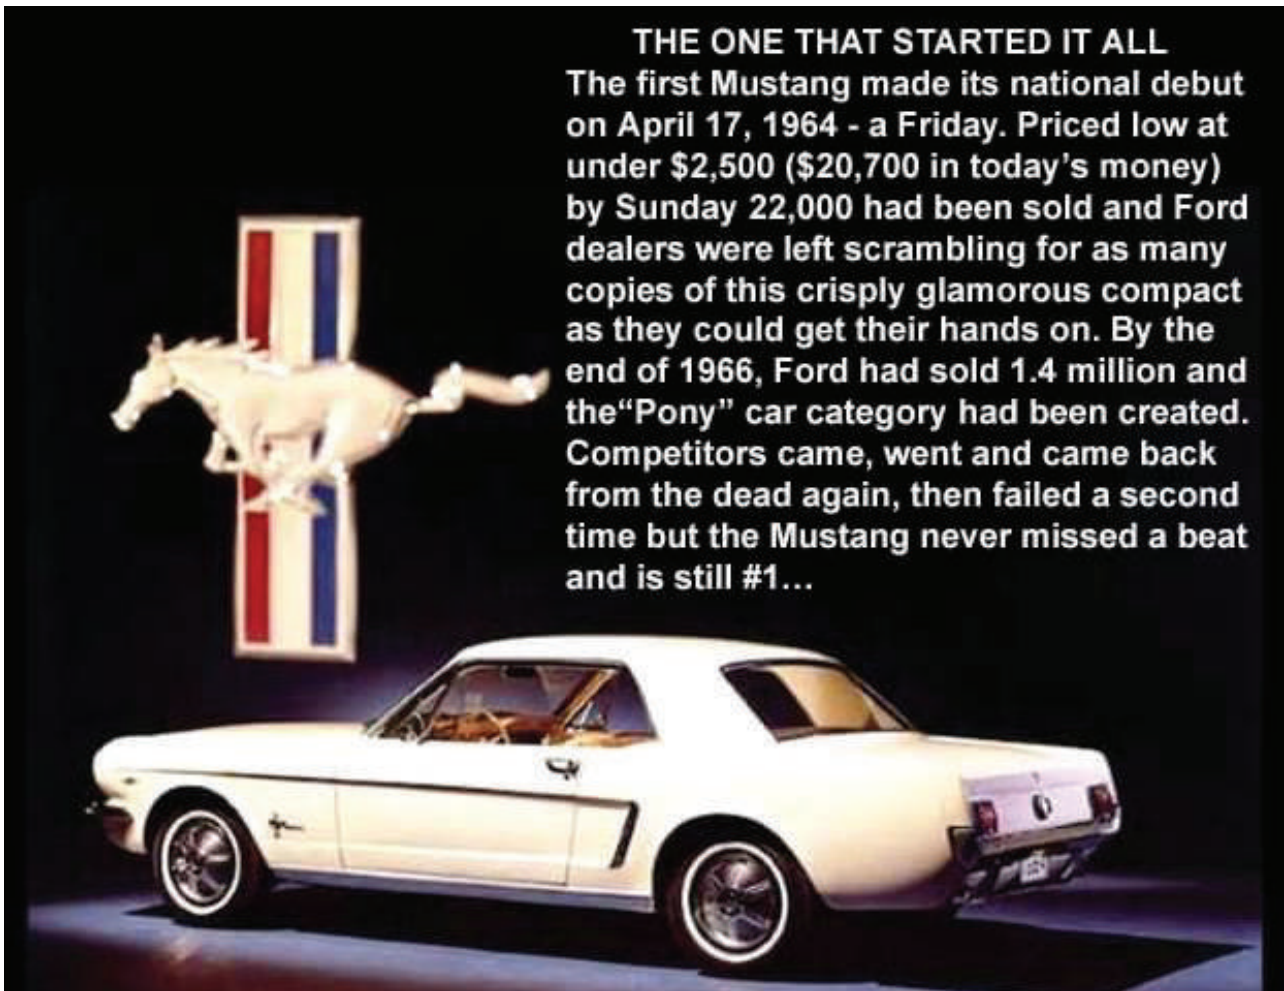 THE ONE THAT STARTED IT ALL
The first Mustang made its national debut
on April 17, 1964 - a Friday. Priced low at
under $2,500 ($20,700 in today’s money)
by Sunday 22,000 had been sold and Ford
dealers were left scrambling for as many
copies of this crisply glamorous compact
as they could get their hands on. By the
end of 1966, Ford had sold 1.4 million and
the“Pony” car category had been created.
Competitors came, went and came back
from the dead again, then failed a second
time but the Mustang never missed a beat
and is still #1...